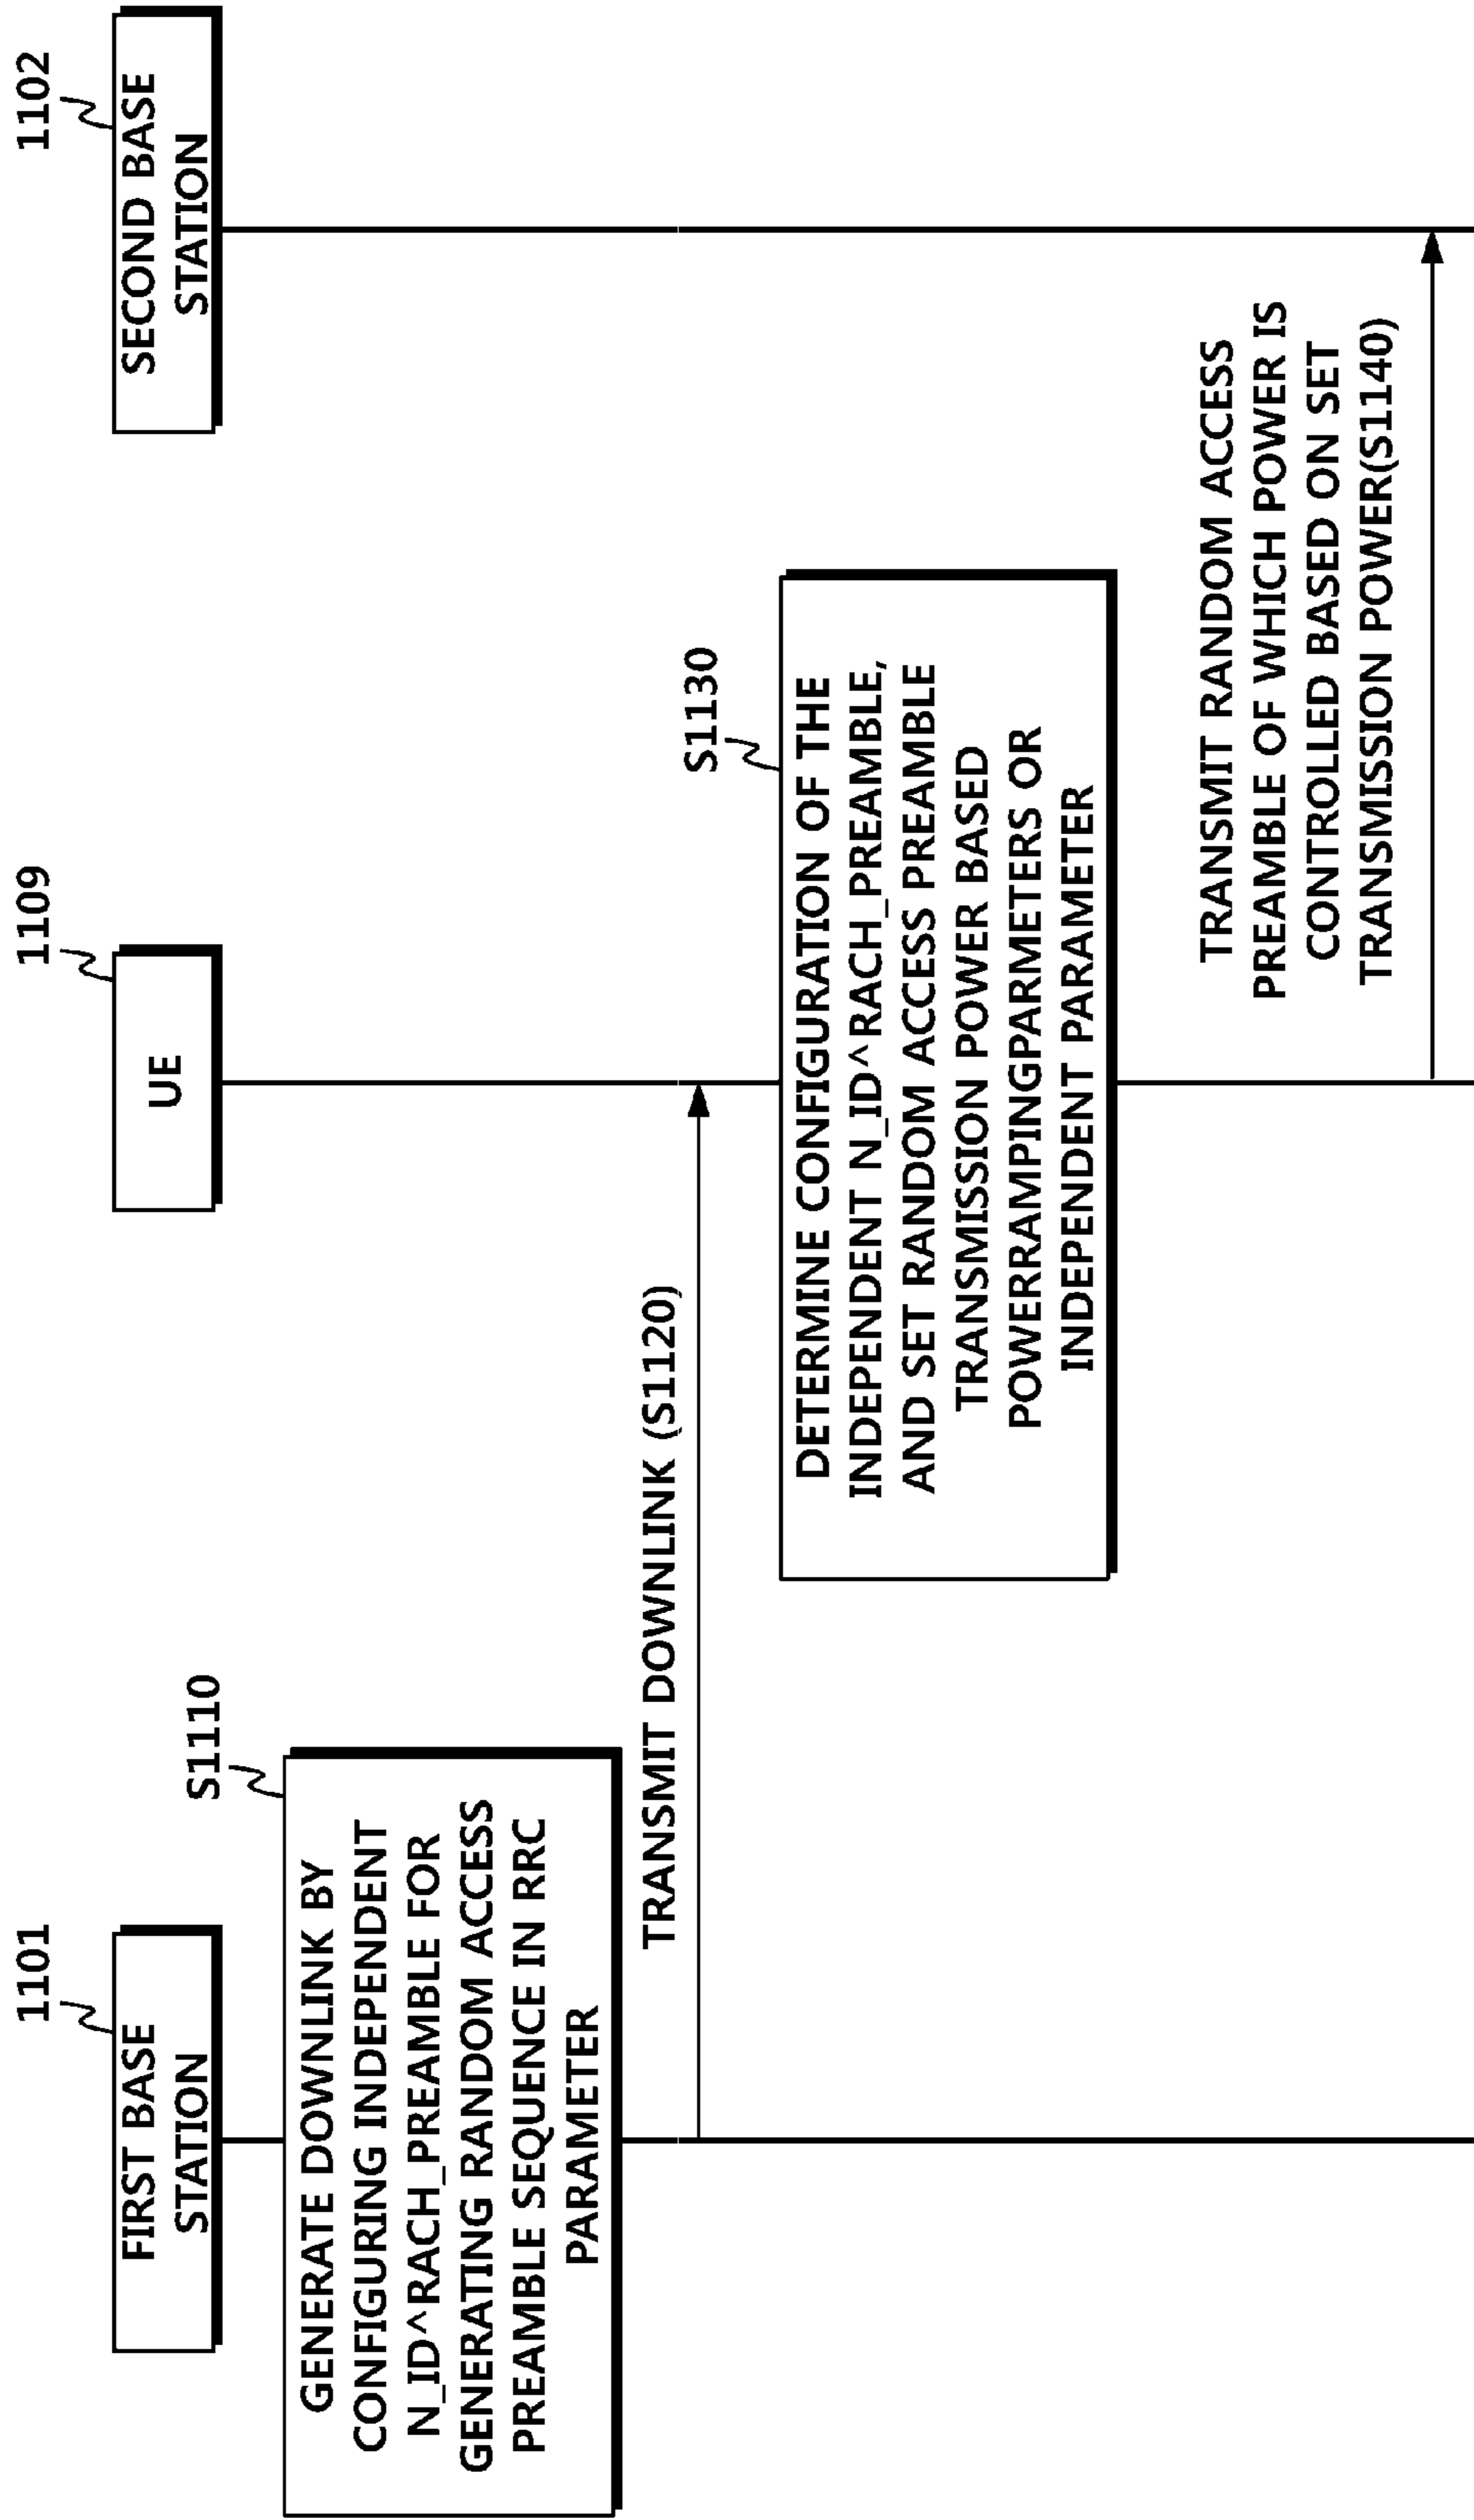 1101
FIRST BASE
STATION
1109
UE
1102
SECOND BASE
STATION
S1110
GENERATE DOWNLINK BY
CONFIGURING INDEPENDENT
N_ID^RACH_PREAMBLE FOR
GENERATING RANDOM ACCESS
PREAMBLE SEQUENCE IN RRC
PARAMETER
TRANSMIT DOWNLINK (S1120)
S1130
DETERMINE CONFIGURATION OF THE
INDEPENDENT N_ID^RACH_PREAMBLE,
AND SET RANDOM ACCESS PREAMBLE
TRANSMISSION POWER BASED
POWERRAMPINGPARMETERS OR
INDEPENDENT PARAMETER
TRANSMIT RANDOM ACCESS
PREAMBLE OF WHICH POWER IS
CONTROLLED BASED ON SET
TRANSMISSION POWER(S1140)